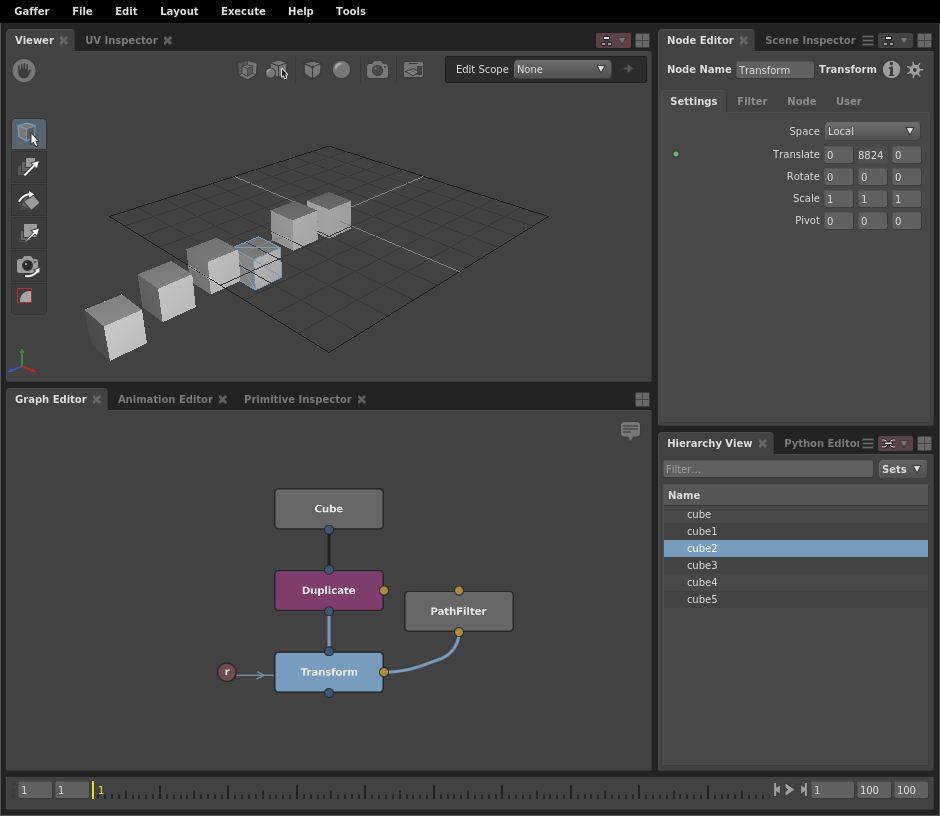 Gaffer File Edit Layout Execute Help Tools
Viewer UV Inspector
Edit Scope None
Node Editor Scene Inspector
Node Name Transform Transform
Settings Filter Node User
Space Local
Translate 0 8824 0
Rotate 0 0 0
Scale 1 1 1
Pivot 0 0 0
Graph Editor Animation Editor Primitive Inspector
Cube
Duplicate
PathFilter
r
Transform
Hierarchy View Python Editor
Filter...
Sets
Name
cube
cube1
cube2
cube3
cube4
cube5
1 1 1 1 100 100